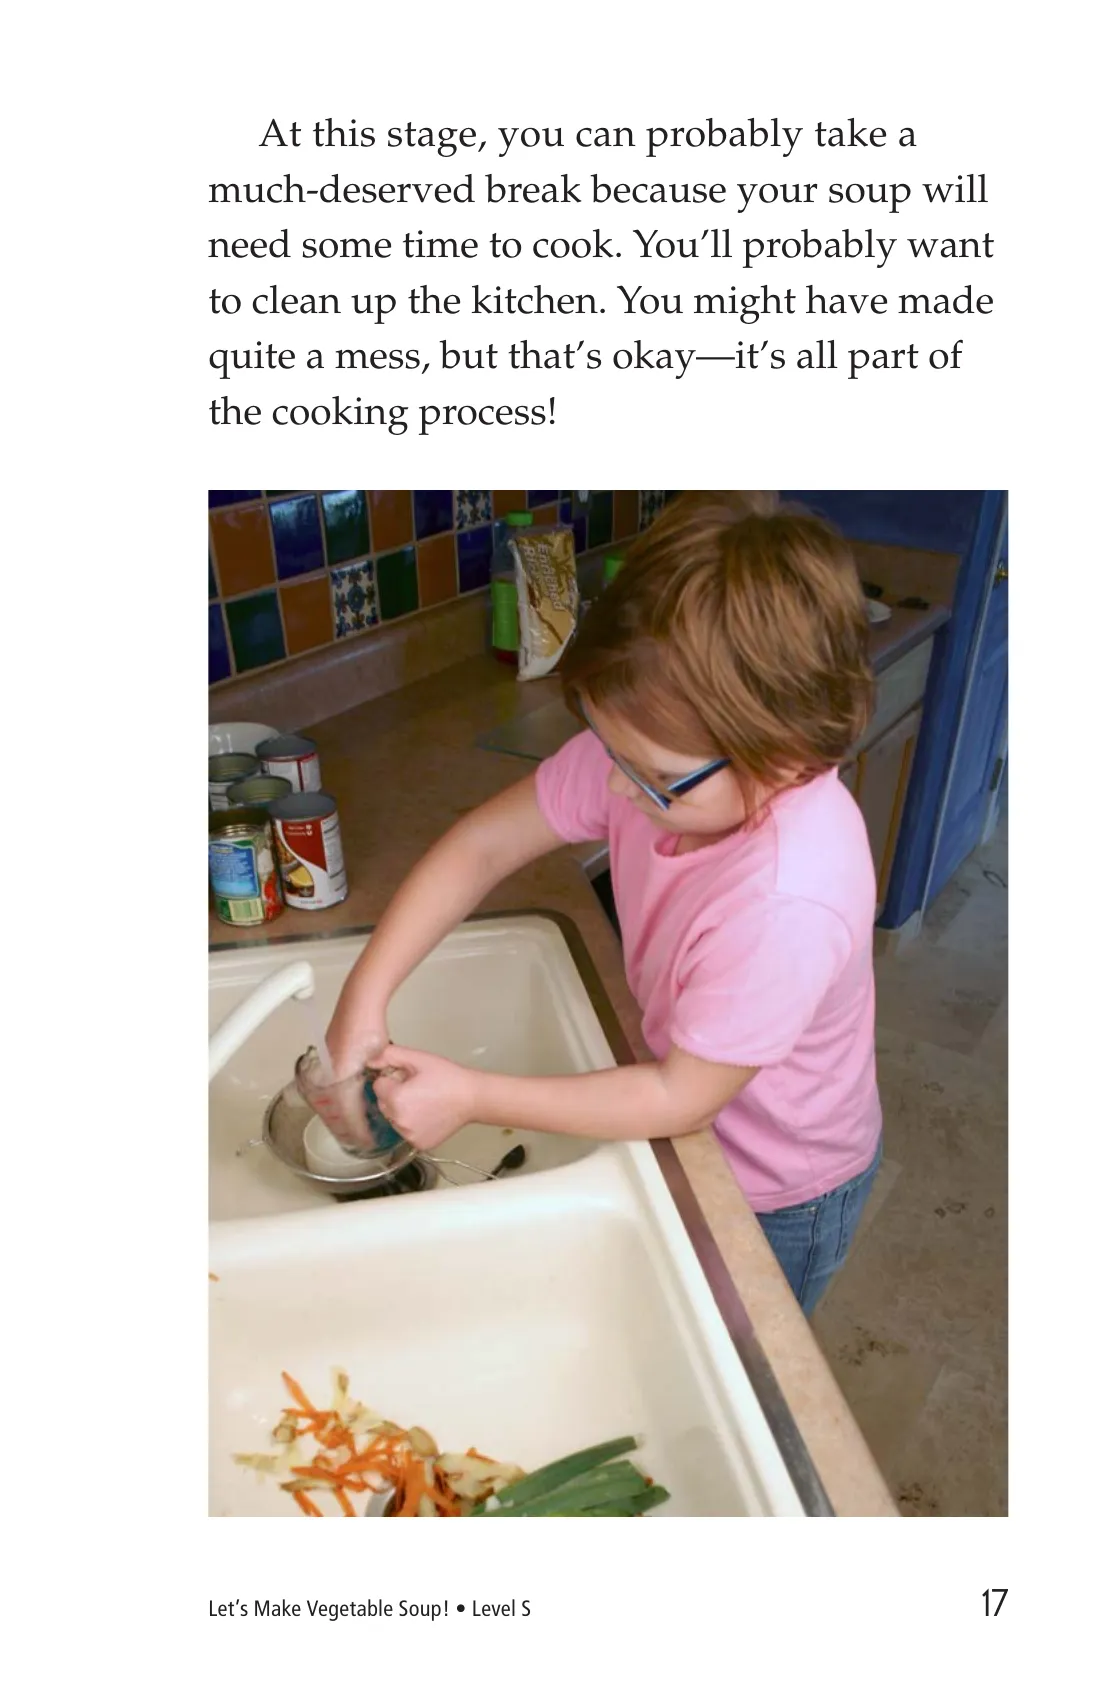 At this stage, you can probably take a
much-deserved break because your soup will
need some time to cook. You’ll probably want
to clean up the kitchen. You might have made
quite a mess, but that’s okay—it’s all part of
the cooking process!
ENRICHED
RICE
Let’s Make Vegetable Soup! • Level S
17